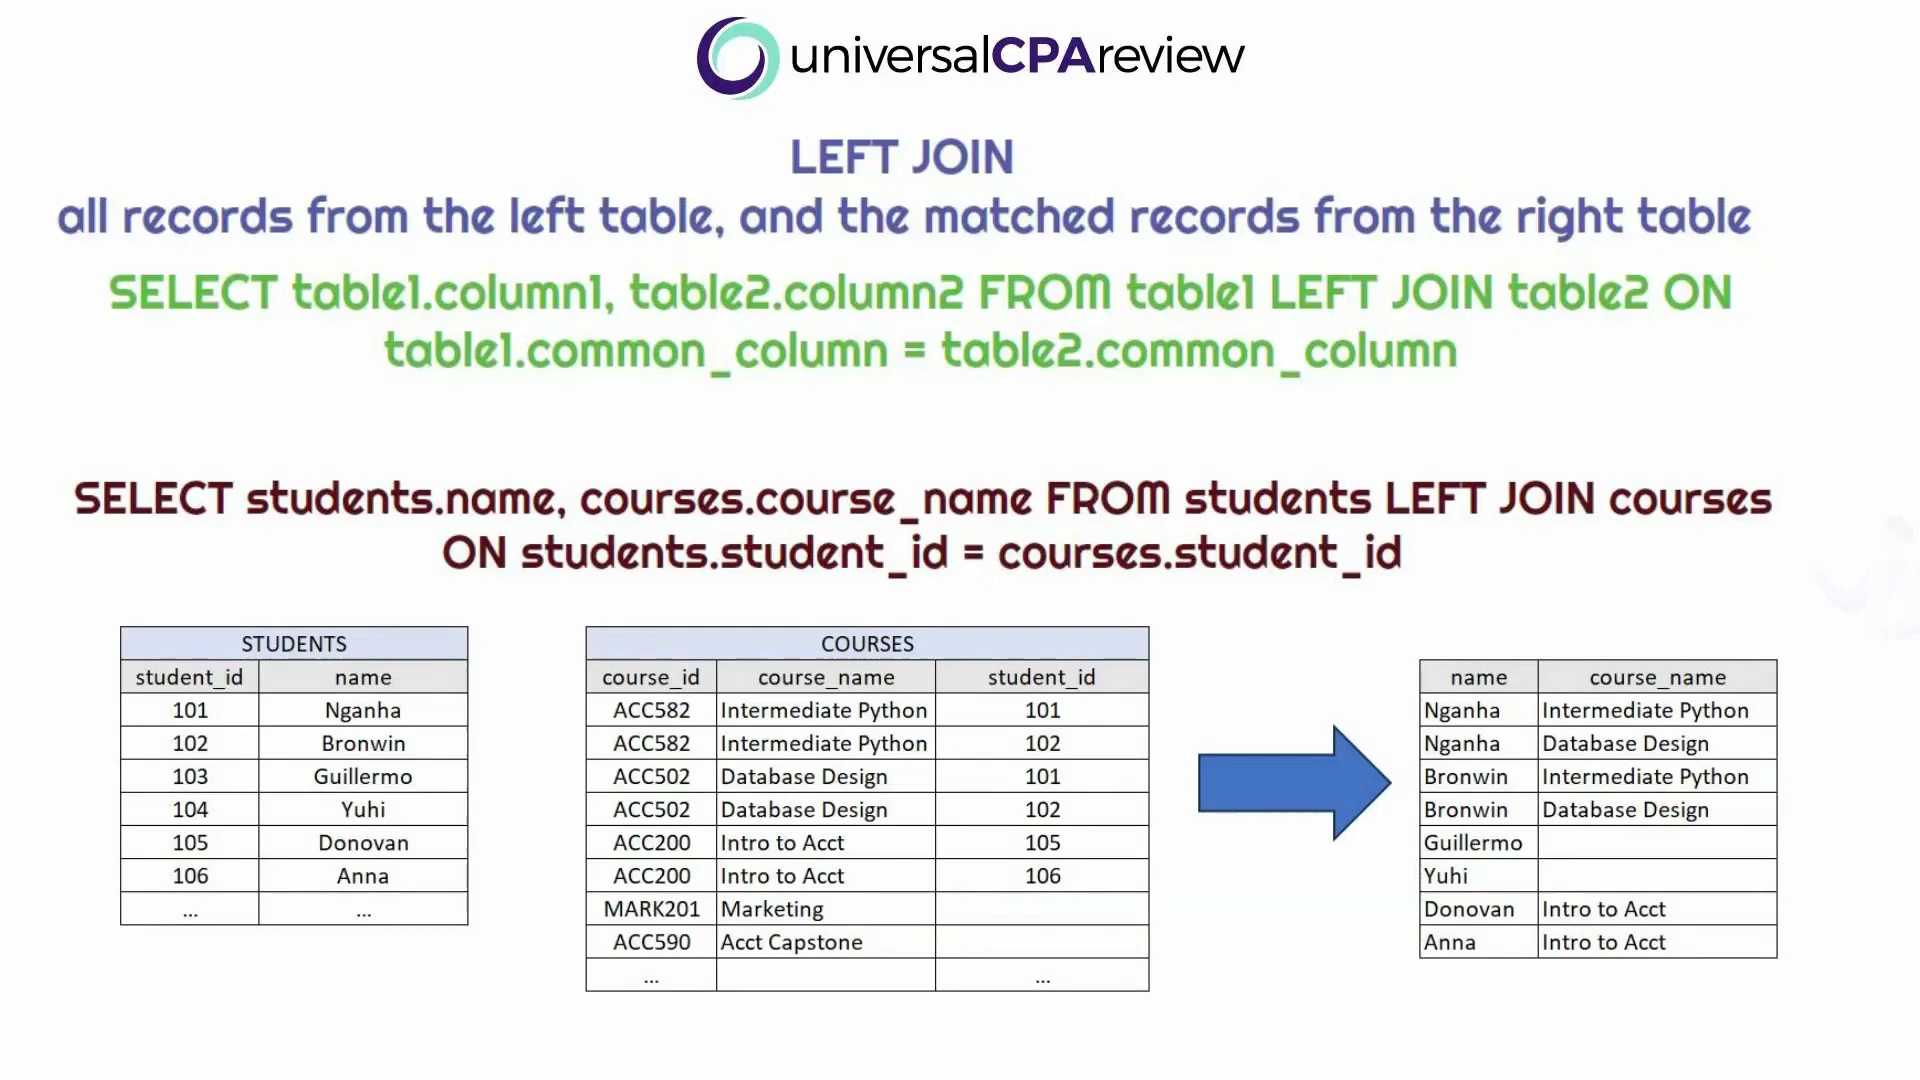 universalCPAreview
LEFT JOIN
all records from the left table, and the matched records from the right table
SELECT table1.column1, table2.column2 FROM table1 LEFT JOIN table2 ON
table1.common_column = table2.common_column
SELECT students.name, courses.course_name FROM students LEFT JOIN courses
ON students.student_id = courses.student_id
STUDENTS
student_id name
101 Nganha
102 Bronwin
103 Guillermo
104 Yuhi
105 Donovan
106 Anna
... ...
COURSES
course_id course_name student_id
ACC582 Intermediate Python 101
ACC582 Intermediate Python 102
ACC502 Database Design 101
ACC502 Database Design 102
ACC200 Intro to Acct 105
ACC200 Intro to Acct 106
MARK201 Marketing
ACC590 Acct Capstone
... ...
name course_name
Nganha Intermediate Python
Nganha Database Design
Bronwin Intermediate Python
Bronwin Database Design
Guillermo
Yuhi
Donovan Intro to Acct
Anna Intro to Acct